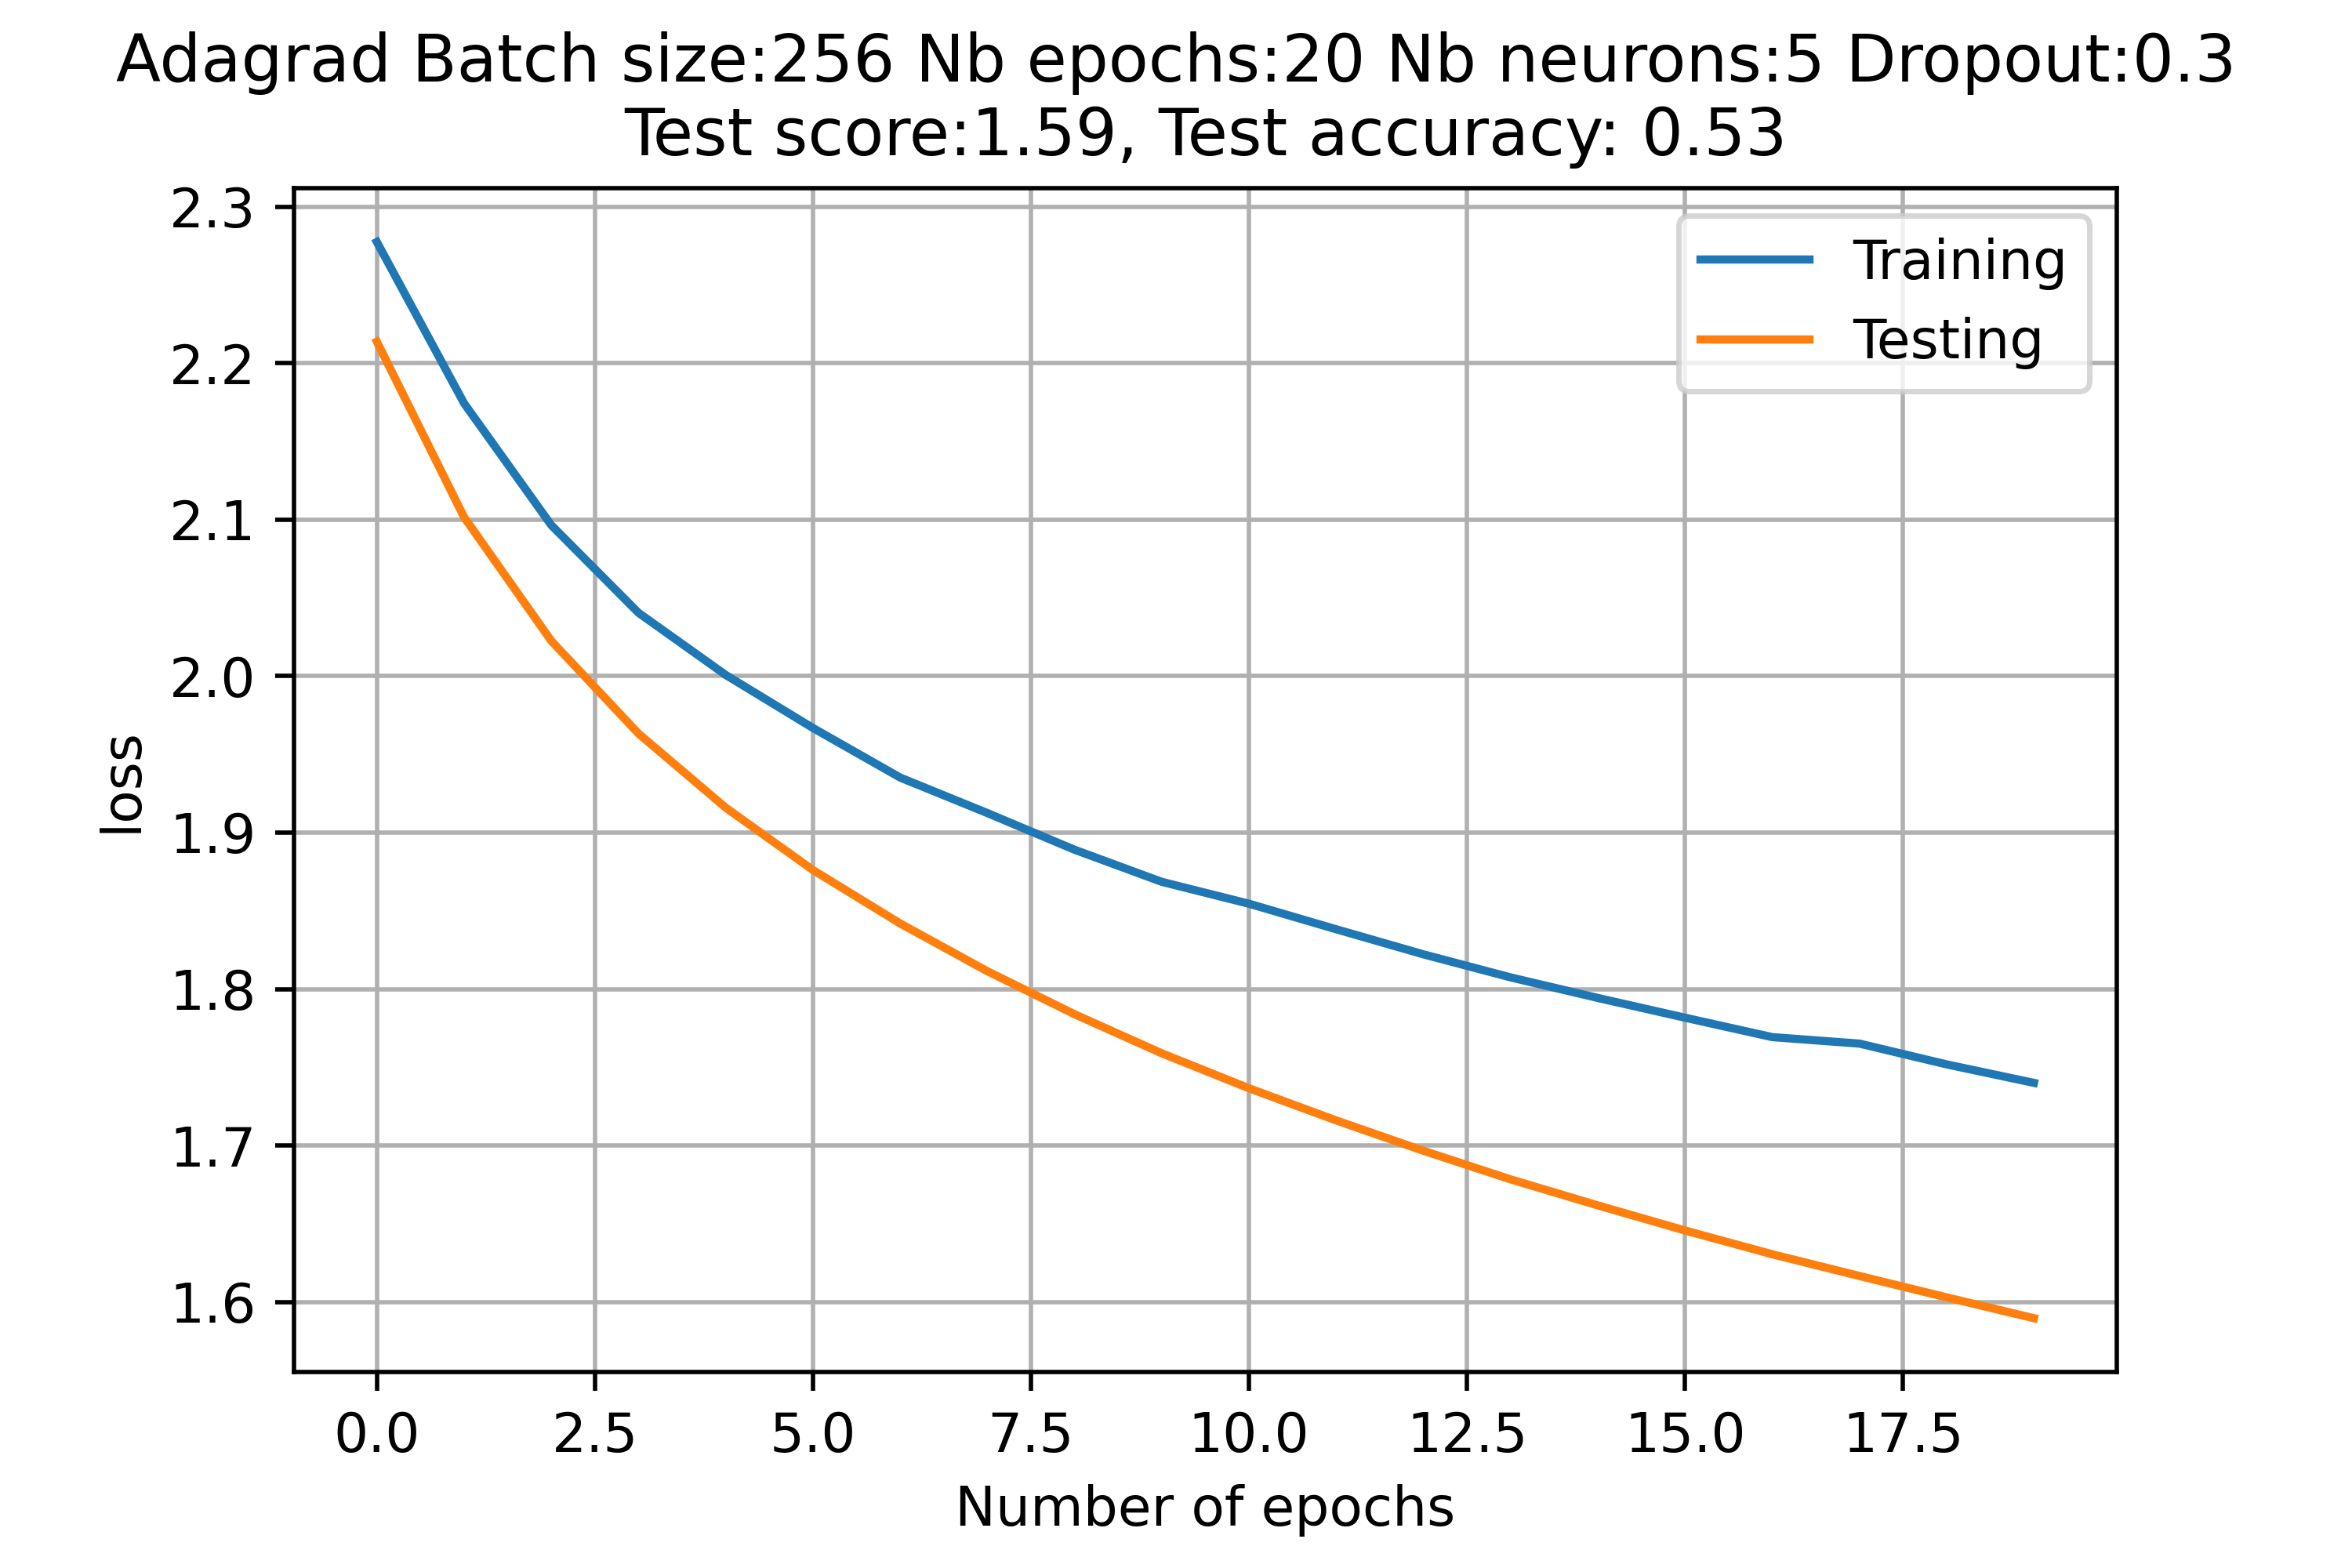 Adagrad Batch size:256 Nb epochs:20 Nb neurons:5 Dropout:0.3
Test score:1.59, Test accuracy: 0.53
Training
Testing
loss
2.3
2.2
2.1
2.0
1.9
1.8
1.7
1.6
0.0 2.5 5.0 7.5 10.0 12.5 15.0 17.5
Number of epochs